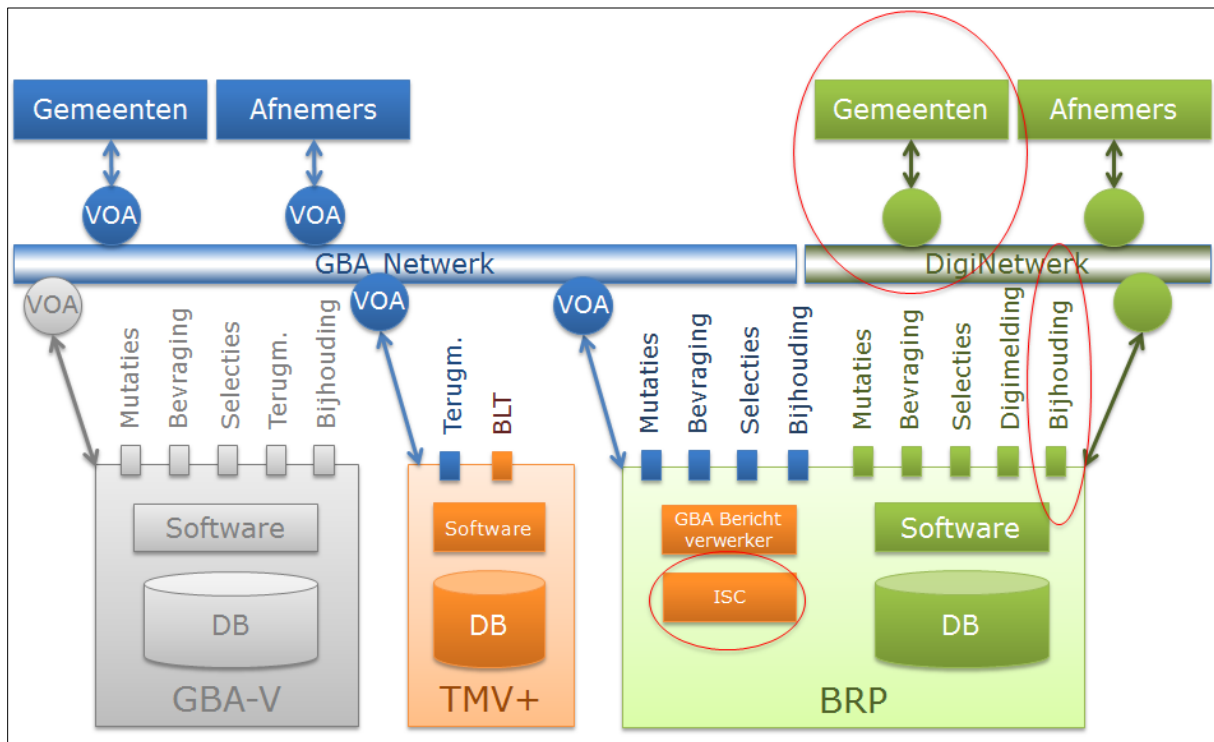 Gemeenten
Afnemers
Gemeenten
Afnemers
VOA
VOA
GBA Netwerk
DigiNetwerk
VOA
VOA
VOA
Mutaties
Bevraging
Selecties
Terugm.
Bijhouding
Terugm.
BLT
Mutaties
Bevraging
Selecties
Bijhouding
Mutaties
Bevraging
Selecties
Digimelding
Bijhouding
Software
DB
GBA-V
Software
DB
TMV+
GBA Bericht
verwerker
ISC
Software
DB
BRP